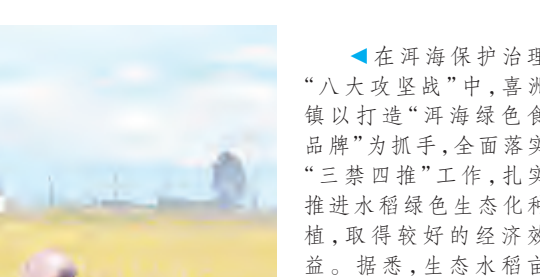 ◀在洱海保护治理
“八大攻坚战”中，喜洲
镇以打造“洱海绿色食
品牌”为抓手，全面落实
“三禁四推”工作，扎实
推进水稻绿色生态化种
植，取得较好的经济效
益。据悉，生态水稻亩